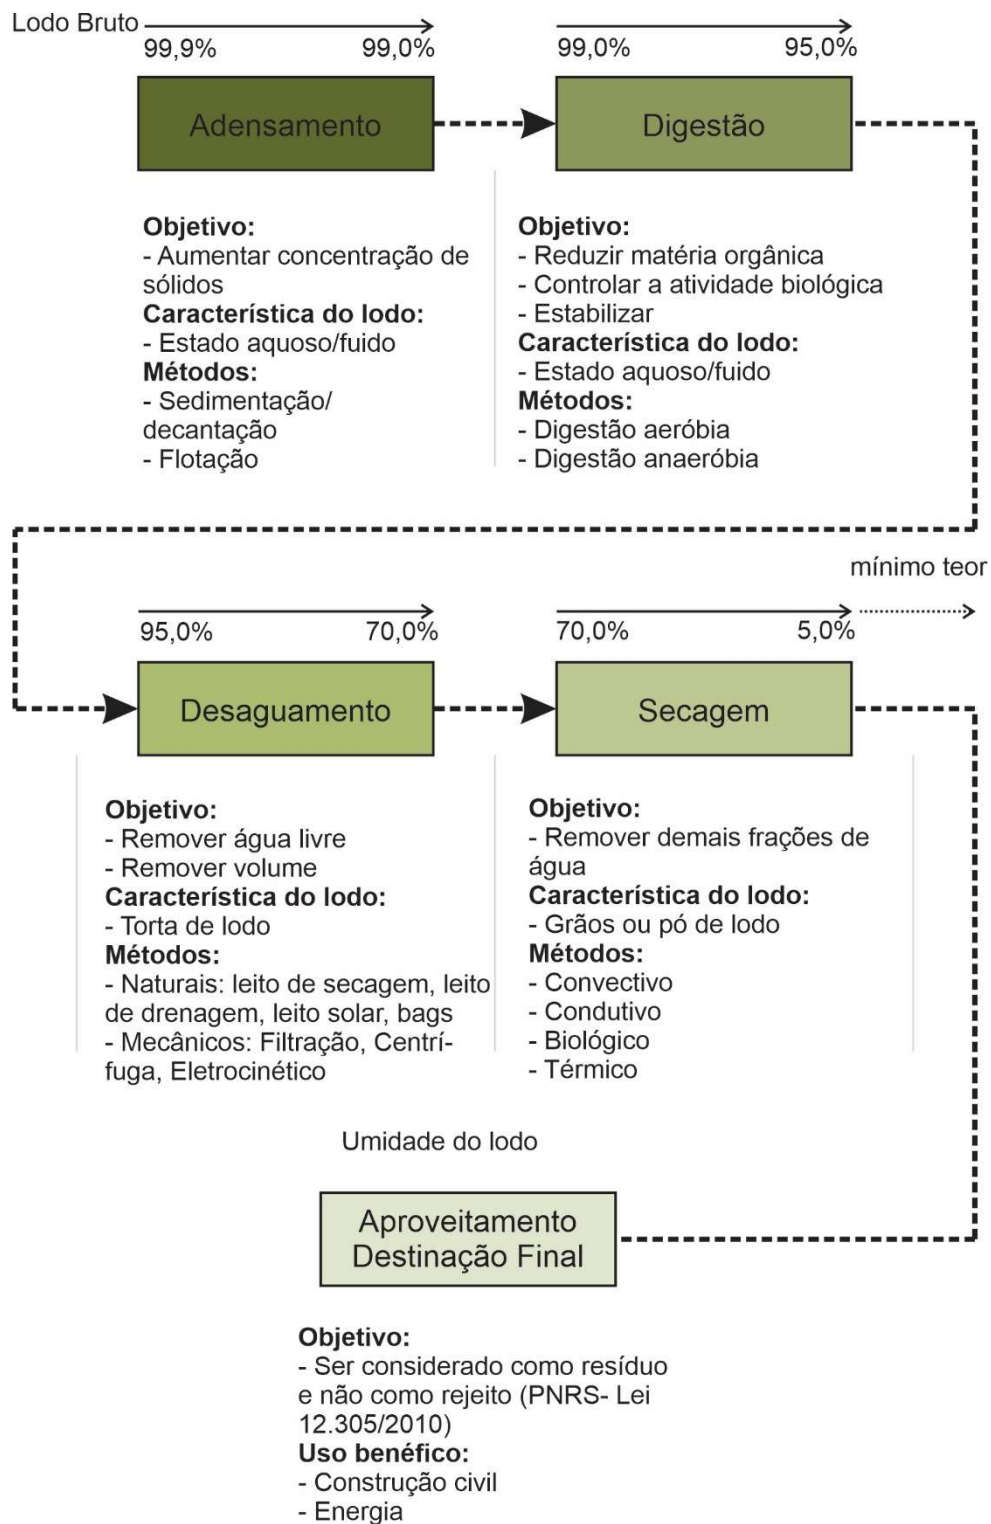 Lodo Bruto
99,9% 99,0%
99,0% 95,0%
Adensamento
Digestão
Objetivo:
- Aumentar concentração de
sólidos
Característica do lodo:
- Estado aquoso/fuido
Métodos:
- Sedimentação/
decantação
- Flotação
Objetivo:
- Reduzir matéria orgânica
- Controlar a atividade biológica
- Estabilizar
Característica do lodo:
- Estado aquoso/fuido
Métodos:
- Digestão aeróbia
- Digestão anaeróbia
mínimo teor
95,0% 70,0%
70,0% 5,0%
Desaguamento
Secagem
Objetivo:
- Remover água livre
- Remover volume
Característica do lodo:
- Torta de lodo
Métodos:
- Naturais: leito de secagem, leito
de drenagem, leito solar, bags
- Mecânicos: Filtração, Centrí-
fuga, Eletrocinético
Objetivo:
- Remover demais frações de
água
Característica do lodo:
- Grãos ou pó de lodo
Métodos:
- Convectivo
- Condutivo
- Biológico
- Térmico
Umidade do lodo
Aproveitamento
Destinação Final
Objetivo:
- Ser considerado como resíduo
e não como rejeito (PNRS- Lei
12.305/2010)
Uso benéfico:
- Construção civil
- Energia